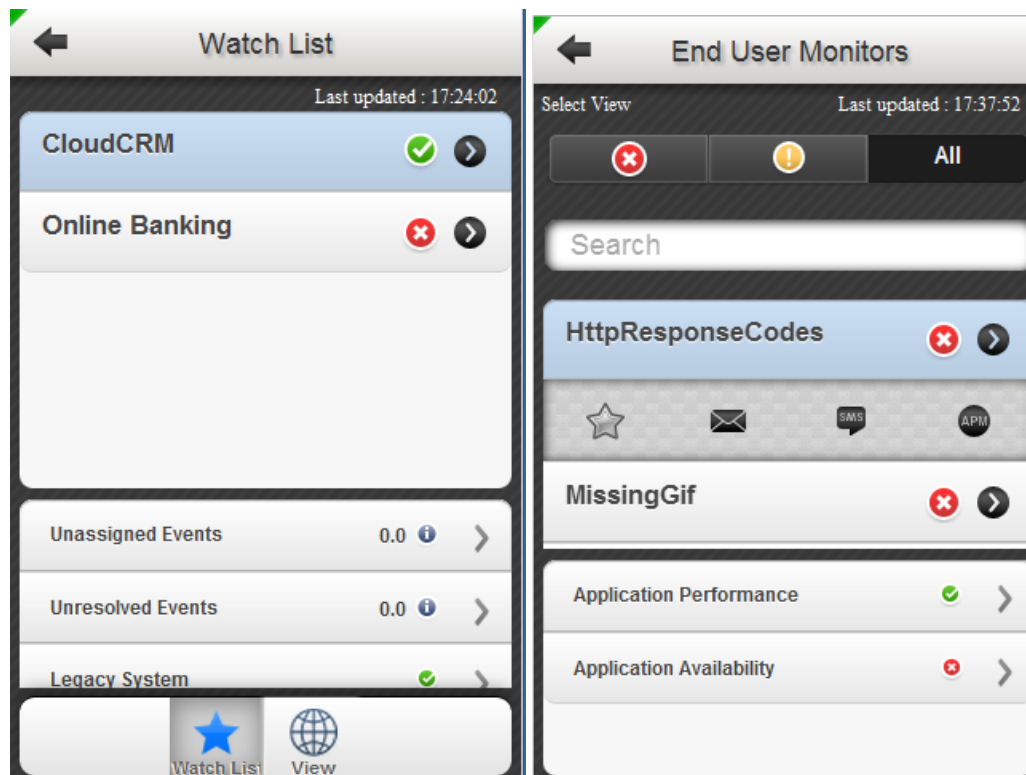 Watch List
Last updated : 17:24:02
CloudCRM
Online Banking
Unassigned Events 0.0
Unresolved Events 0.0
Legacy System
Watch List
View
End User Monitors
Select View Last updated : 17:37:52
All
Search
HttpResponseCodes
SMS APM
MissingGif
Application Performance
Application Availability